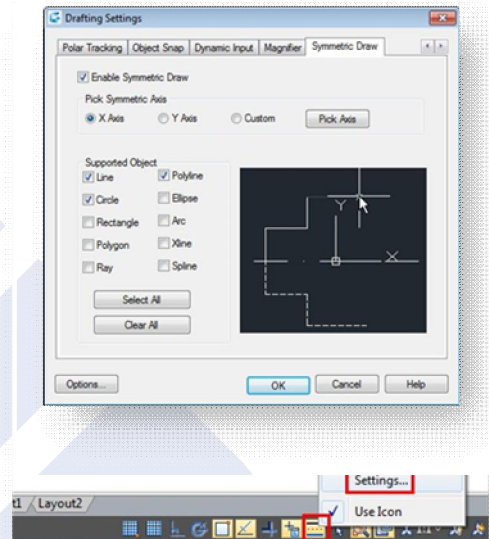 Drafting Settings
Polar Tracking Object Snap Dynamic Input Magnifier Symmetric Draw
Enable Symmetric Draw
Pick Symmetric Axis
X Axis Y Axis Custom Pick Axis
Supported Object
Line Polyline
Circle Ellipse
Rectangle Arc
Polygon Xline
Ray Spline
Select All
Clear All
Y
X
Options... OK Cancel Help
Settings...
Layout2
Use Icon